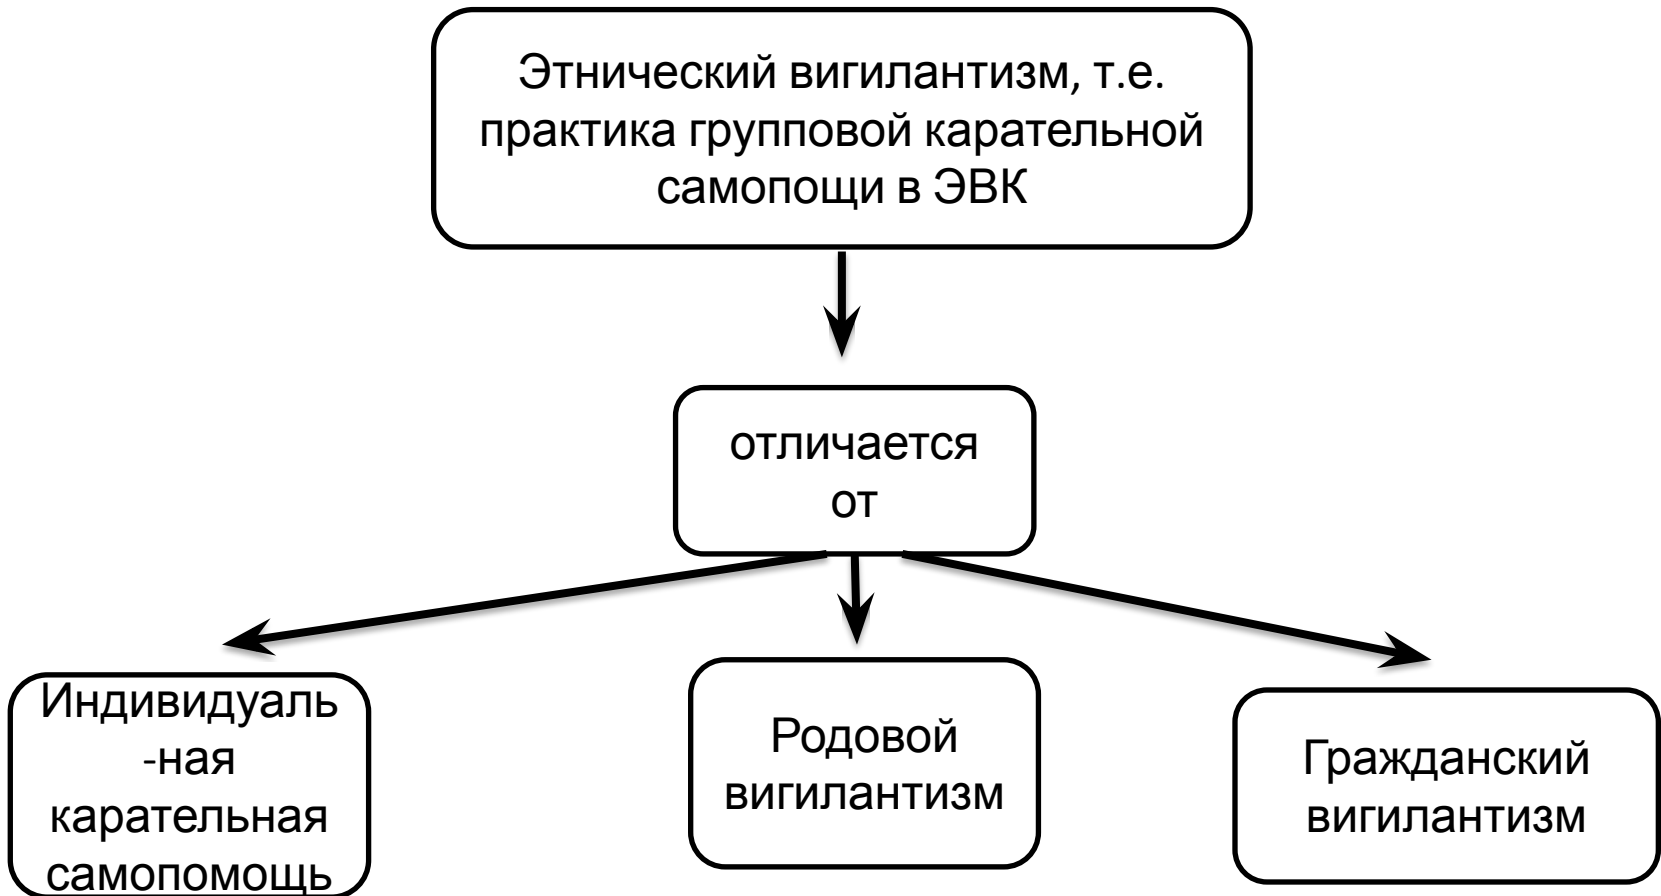 Этнический вигилантизм, т.е.
практика групповой карательной
самопощи в ЭВК
отличается
от
Индивидуаль
-ная
карательная
самопомощь
Родовой
вигилантизм
Гражданский
вигилантизм